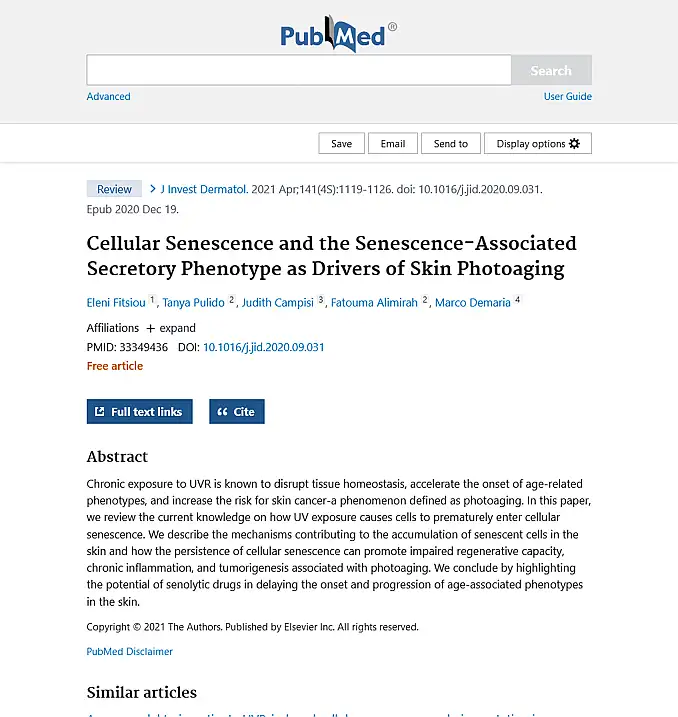 PubMed®
Search
Advanced
User Guide
Save
Email
Send to
Display options
Review
J Invest Dermatol. 2021 Apr;141(4S):1119-1126. doi: 10.1016/j.jid.2020.09.031.
Epub 2020 Dec 19.
Cellular Senescence and the Senescence-Associated
Secretory Phenotype as Drivers of Skin Photoaging
Eleni Fitsiou 1, Tanya Pulido 2, Judith Campisi 3, Fatouma Alimirah 2, Marco Demaria 4
Affiliations + expand
PMID: 33349436 DOI: 10.1016/j.jid.2020.09.031
Free article
Full text links
Cite
Abstract
Chronic exposure to UVR is known to disrupt tissue homeostasis, accelerate the onset of age-related
phenotypes, and increase the risk for skin cancer-a phenomenon defined as photoaging. In this paper,
we review the current knowledge on how UV exposure causes cells to prematurely enter cellular
senescence. We describe the mechanisms contributing to the accumulation of senescent cells in the
skin and how the persistence of cellular senescence can promote impaired regenerative capacity,
chronic inflammation, and tumorigenesis associated with photoaging. We conclude by highlighting
the potential of senolytic drugs in delaying the onset and progression of age-associated phenotypes
in the skin.
Copyright © 2021 The Authors. Published by Elsevier Inc. All rights reserved.
PubMed Disclaimer
Similar articles